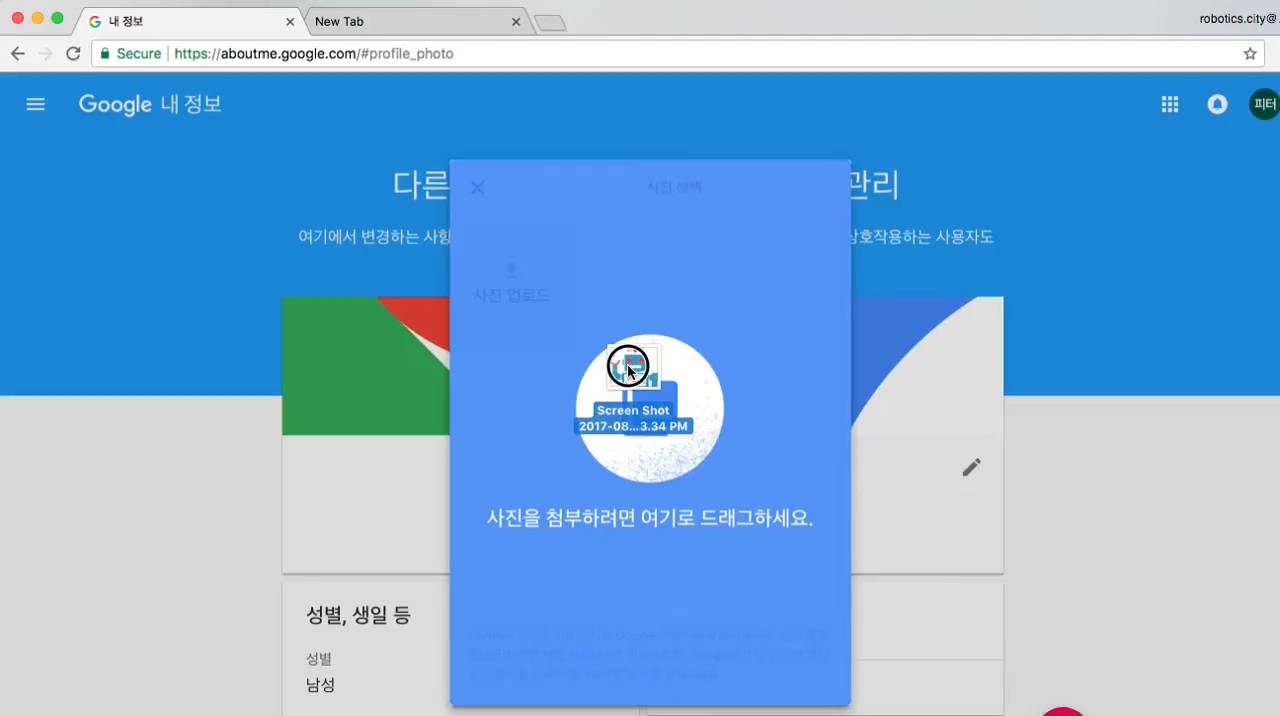 내 정보
New Tab
robotics.city@
Secure
https://aboutme.google.com/#profile_photo
Google 내 정보
피터
다른
관리
사진 선택
여기에서 변경하는 사항
상호작용하는 사용자도
사진 업로드
Screen Shot
2017-08...3.34 PM
사진을 첨부하려면 여기로 드래그하세요.
성별, 생일 등
성별
남성